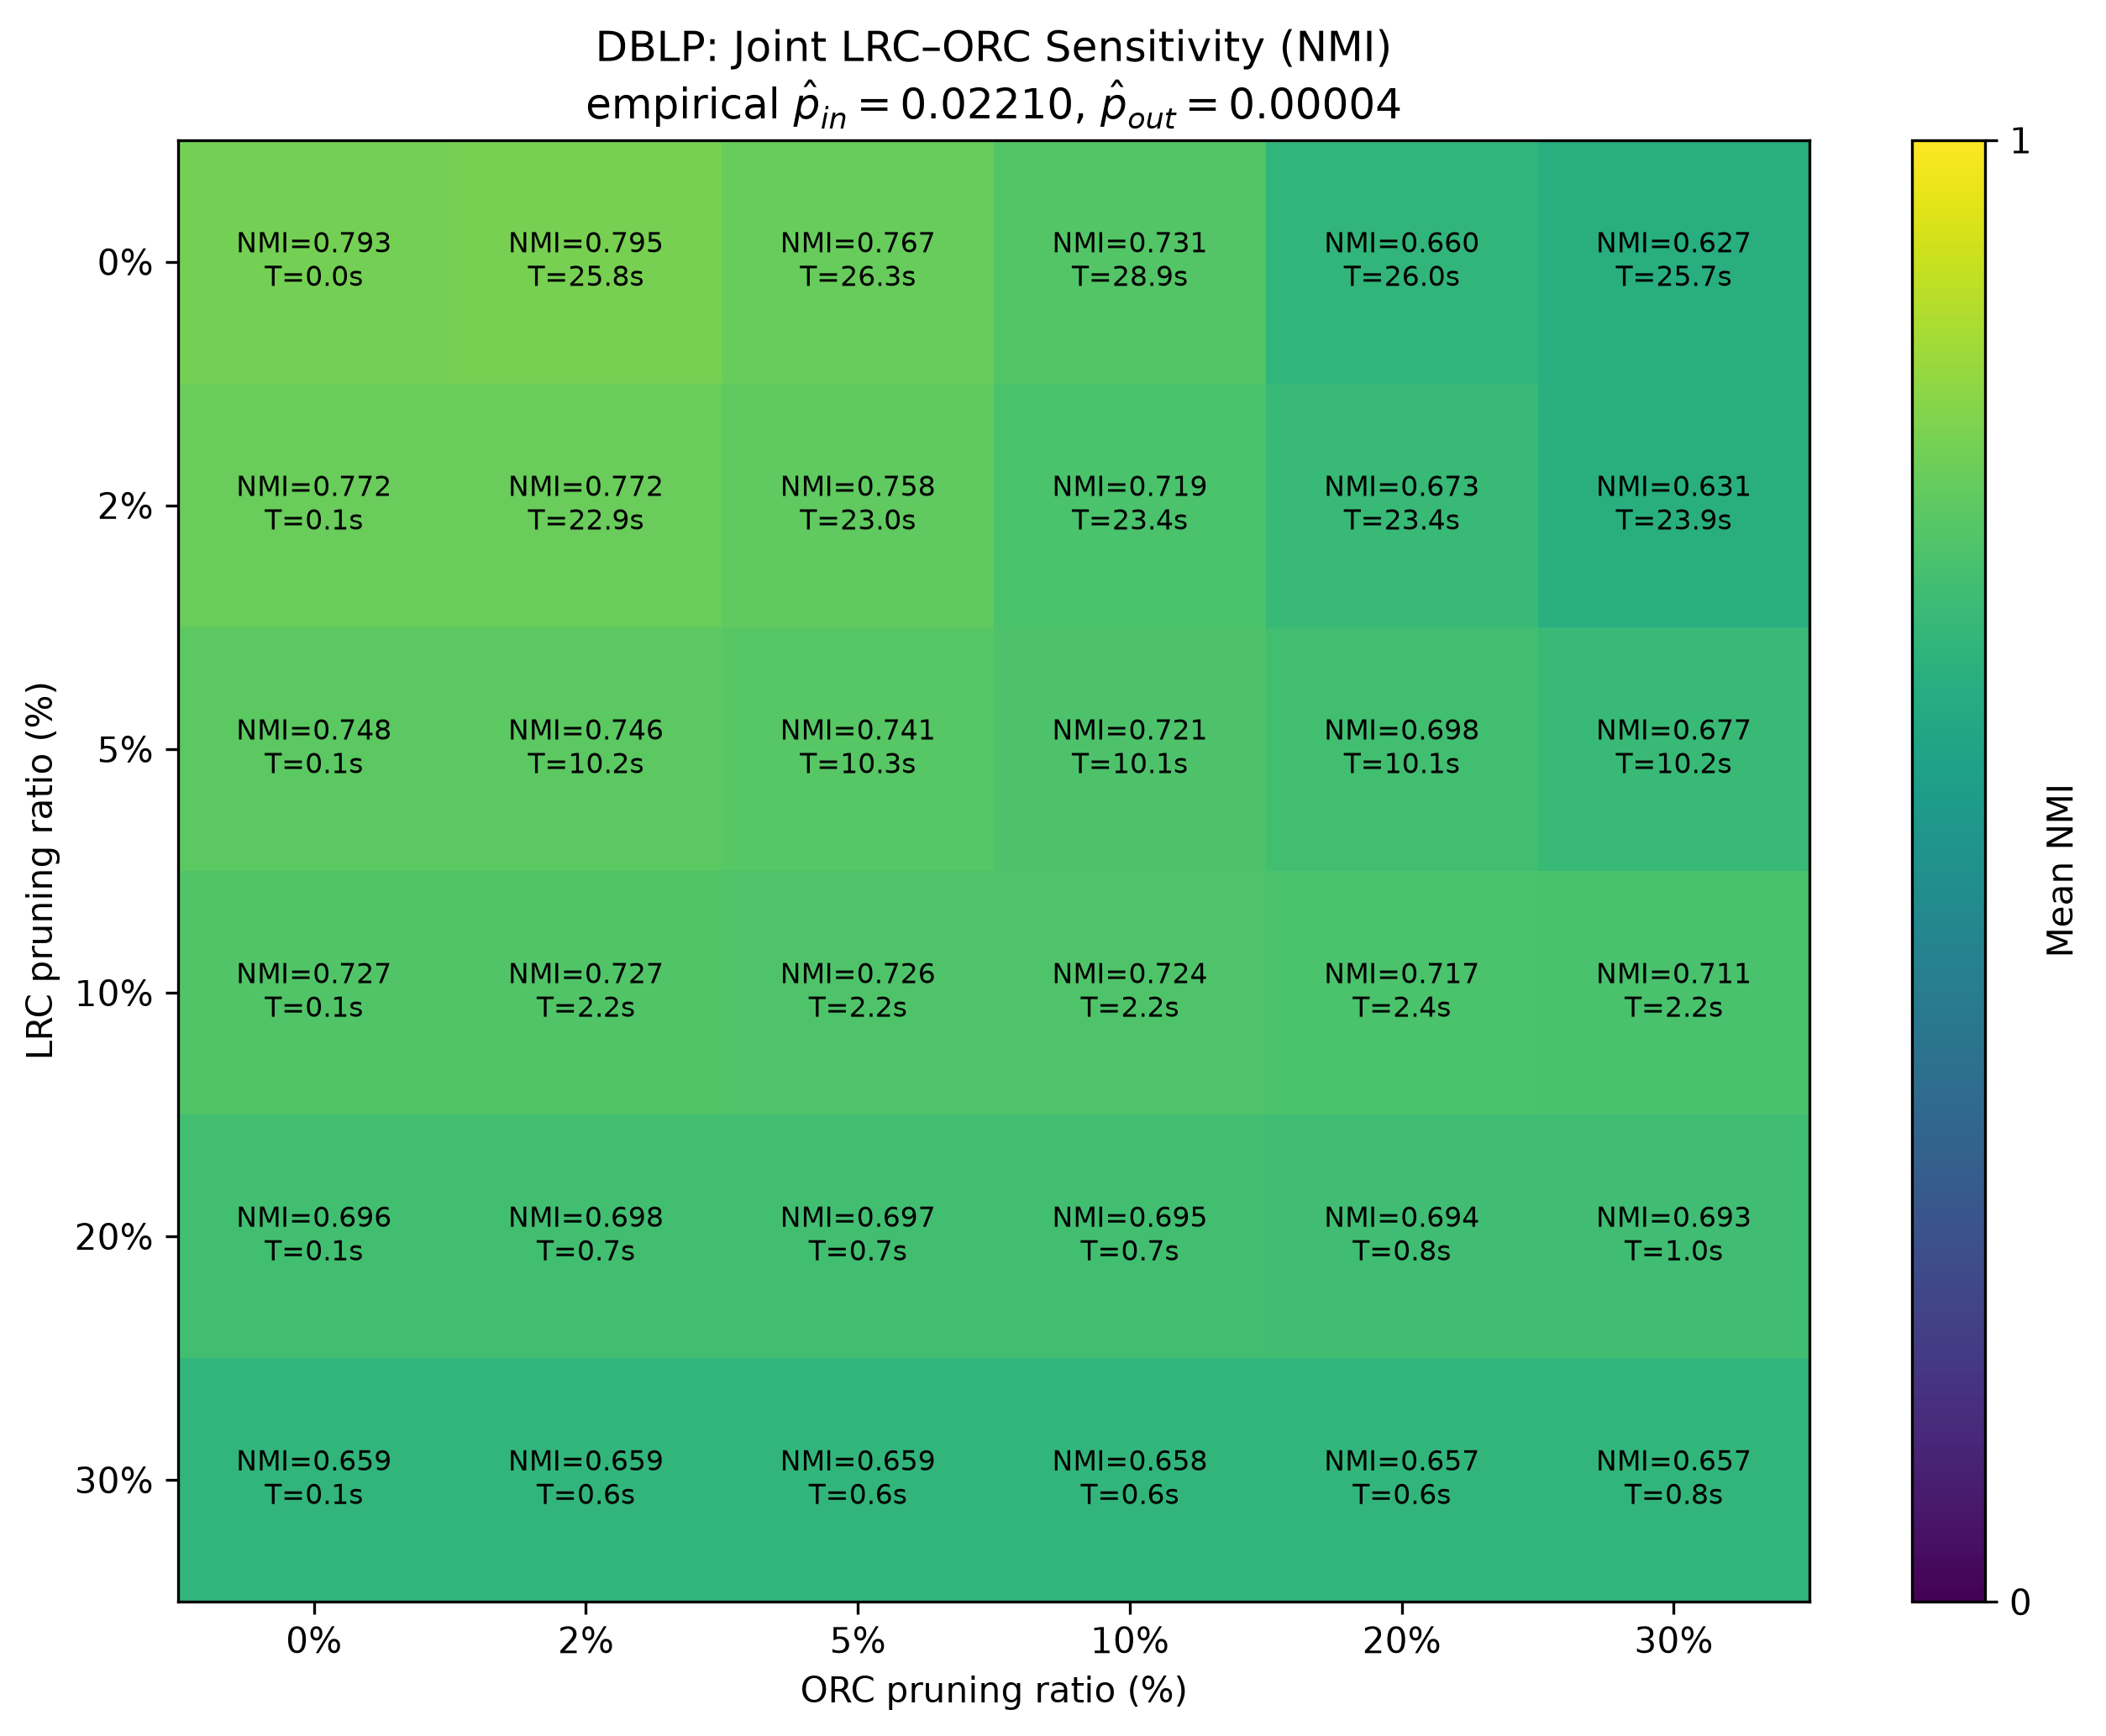 DBLP: Joint LRC–ORC Sensitivity (NMI)
empirical p̂_in = 0.02210, p̂_out = 0.00004
1
NMI=0.793 NMI=0.795 NMI=0.767 NMI=0.731 NMI=0.660 NMI=0.627
0%
T=0.0s T=25.8s T=26.3s T=28.9s T=26.0s T=25.7s
NMI=0.772 NMI=0.772 NMI=0.758 NMI=0.719 NMI=0.673 NMI=0.631
2%
T=0.1s T=22.9s T=23.0s T=23.4s T=23.4s T=23.9s
NMI=0.748 NMI=0.746 NMI=0.741 NMI=0.721 NMI=0.698 NMI=0.677
5%
T=0.1s T=10.2s T=10.3s T=10.1s T=10.1s T=10.2s
NMI=0.727 NMI=0.727 NMI=0.726 NMI=0.724 NMI=0.717 NMI=0.711
10%
T=0.1s T=2.2s T=2.2s T=2.2s T=2.4s T=2.2s
NMI=0.696 NMI=0.698 NMI=0.697 NMI=0.695 NMI=0.694 NMI=0.693
20%
T=0.1s T=0.7s T=0.7s T=0.7s T=0.8s T=1.0s
NMI=0.659 NMI=0.659 NMI=0.659 NMI=0.658 NMI=0.657 NMI=0.657
30%
T=0.1s T=0.6s T=0.6s T=0.6s T=0.6s T=0.8s
0
LRC pruning ratio (%)
Mean NMI
0% 2% 5% 10% 20% 30%
ORC pruning ratio (%)